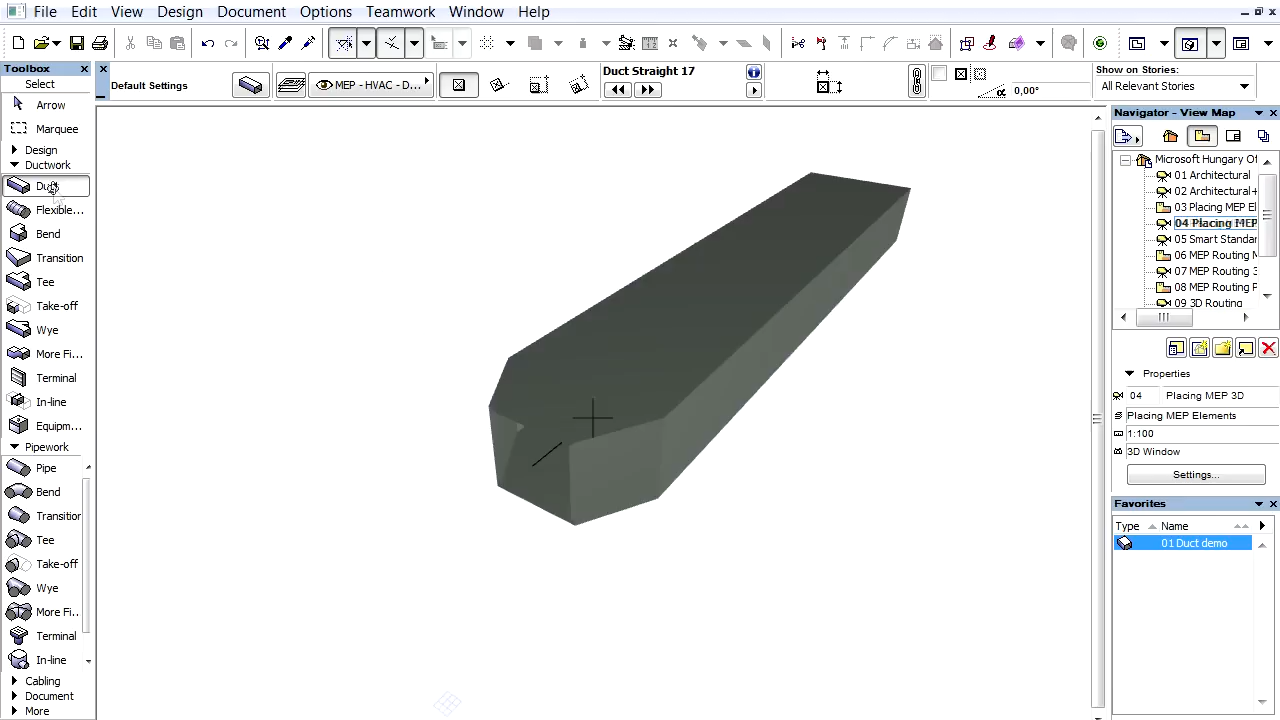 File Edit View Design Document Options Teamwork Window Help
Toolbox
Select
Arrow
Marquee
Design
Ductwork
Duct
Flexible...
Bend
Transition
Tee
Take-off
Wye
More Fi...
Terminal
In-line
Equipm...
Pipework
Pipe
Bend
Transition
Tee
Take-off
Wye
More Fi...
Terminal
In-line
Cabling
Document
More
Default Settings
MEP - HVAC - D...
Duct Straight 17
α
0,00°
Show on Stories:
All Relevant Stories
Navigator - View Map
Microsoft Hungary Of
01 Architectural
02 Architectural+
03 Placing MEP El
04 Placing MEP
05 Smart Standar
06 MEP Routing M
07 MEP Routing 3
08 MEP Routing P
09 3D Routing
Properties
04 Placing MEP 3D
Placing MEP Elements
1:100
3D Window
Settings...
Favorites
Type Name
01 Duct demo